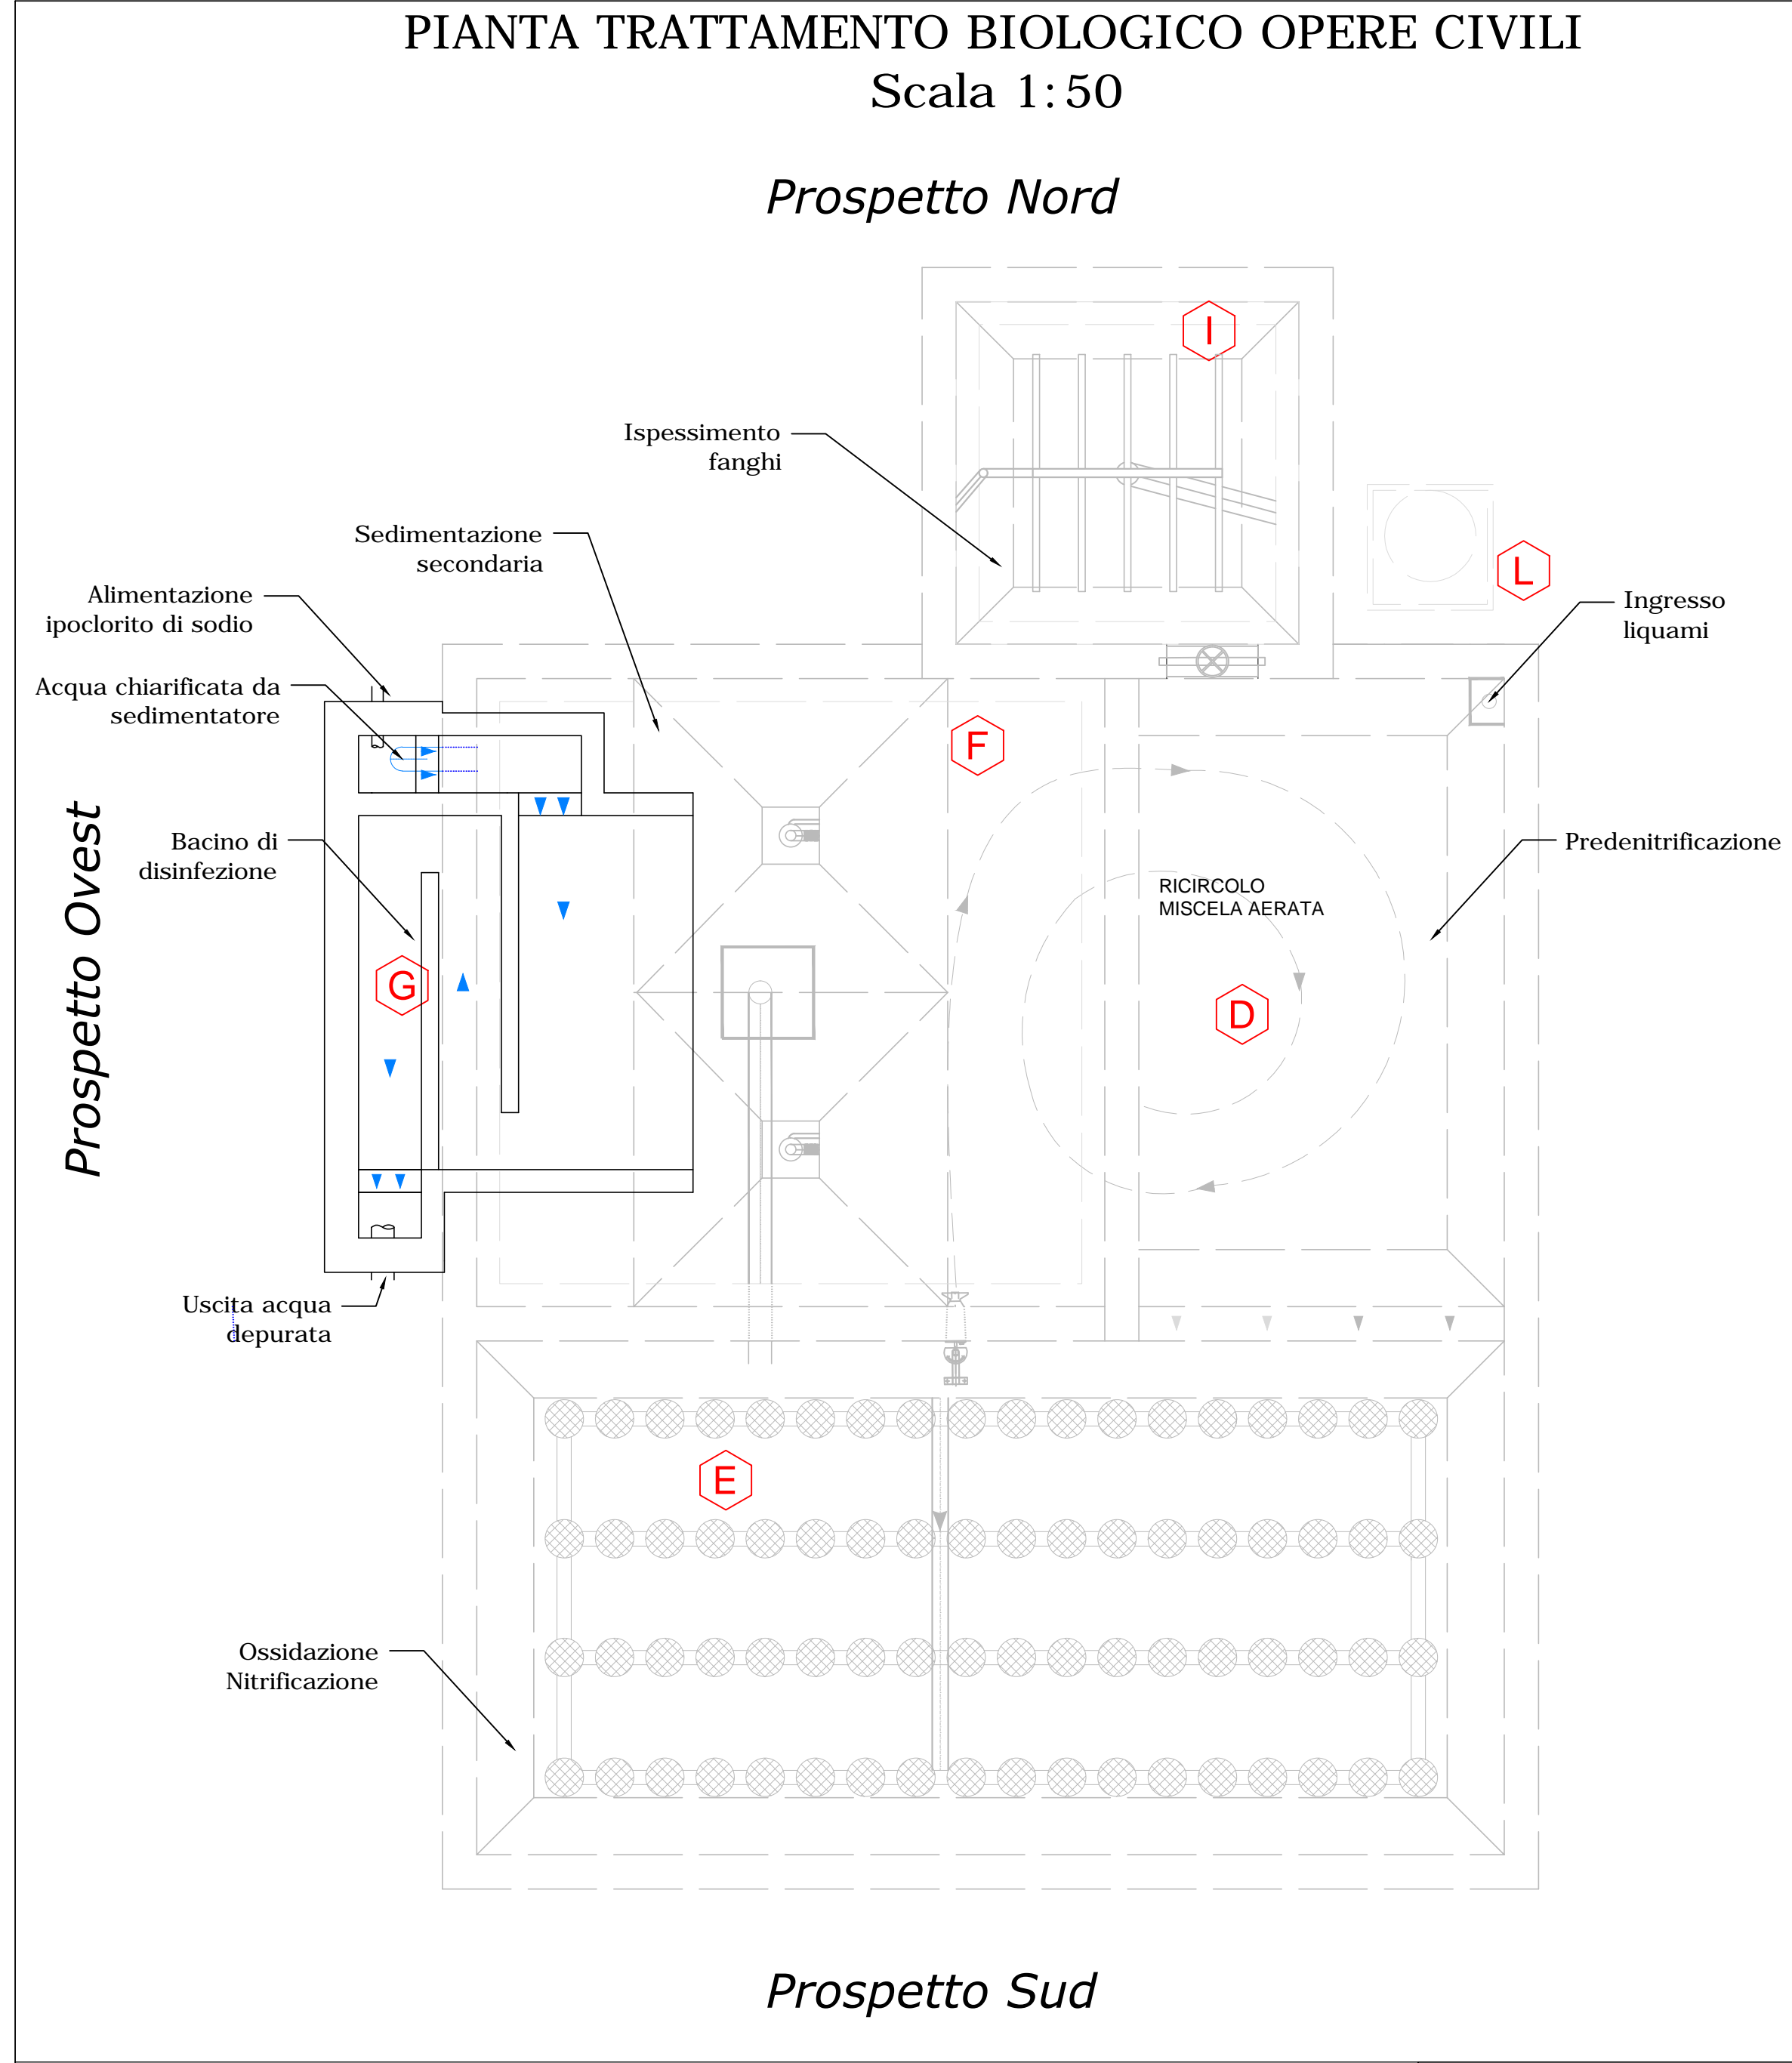 PIANTA TRATTAMENTO BIOLOGICO OPERE CIVILI
Scala 1:50
Prospetto Nord
I
Ispessimento
fanghi
Sedimentazione
secondaria
L
Alimentazione
ipoclorito di sodio
Ingresso
liquami
Acqua chiarificata da
sedimentatore
F
Bacino di
disinfezione
Predenitrificazione
RICIRCOLO
MISCELA AERATA
Prospetto Ovest
G
D
Uscita acqua
depurata
E
Ossidazione
Nitrificazione
Prospetto Sud